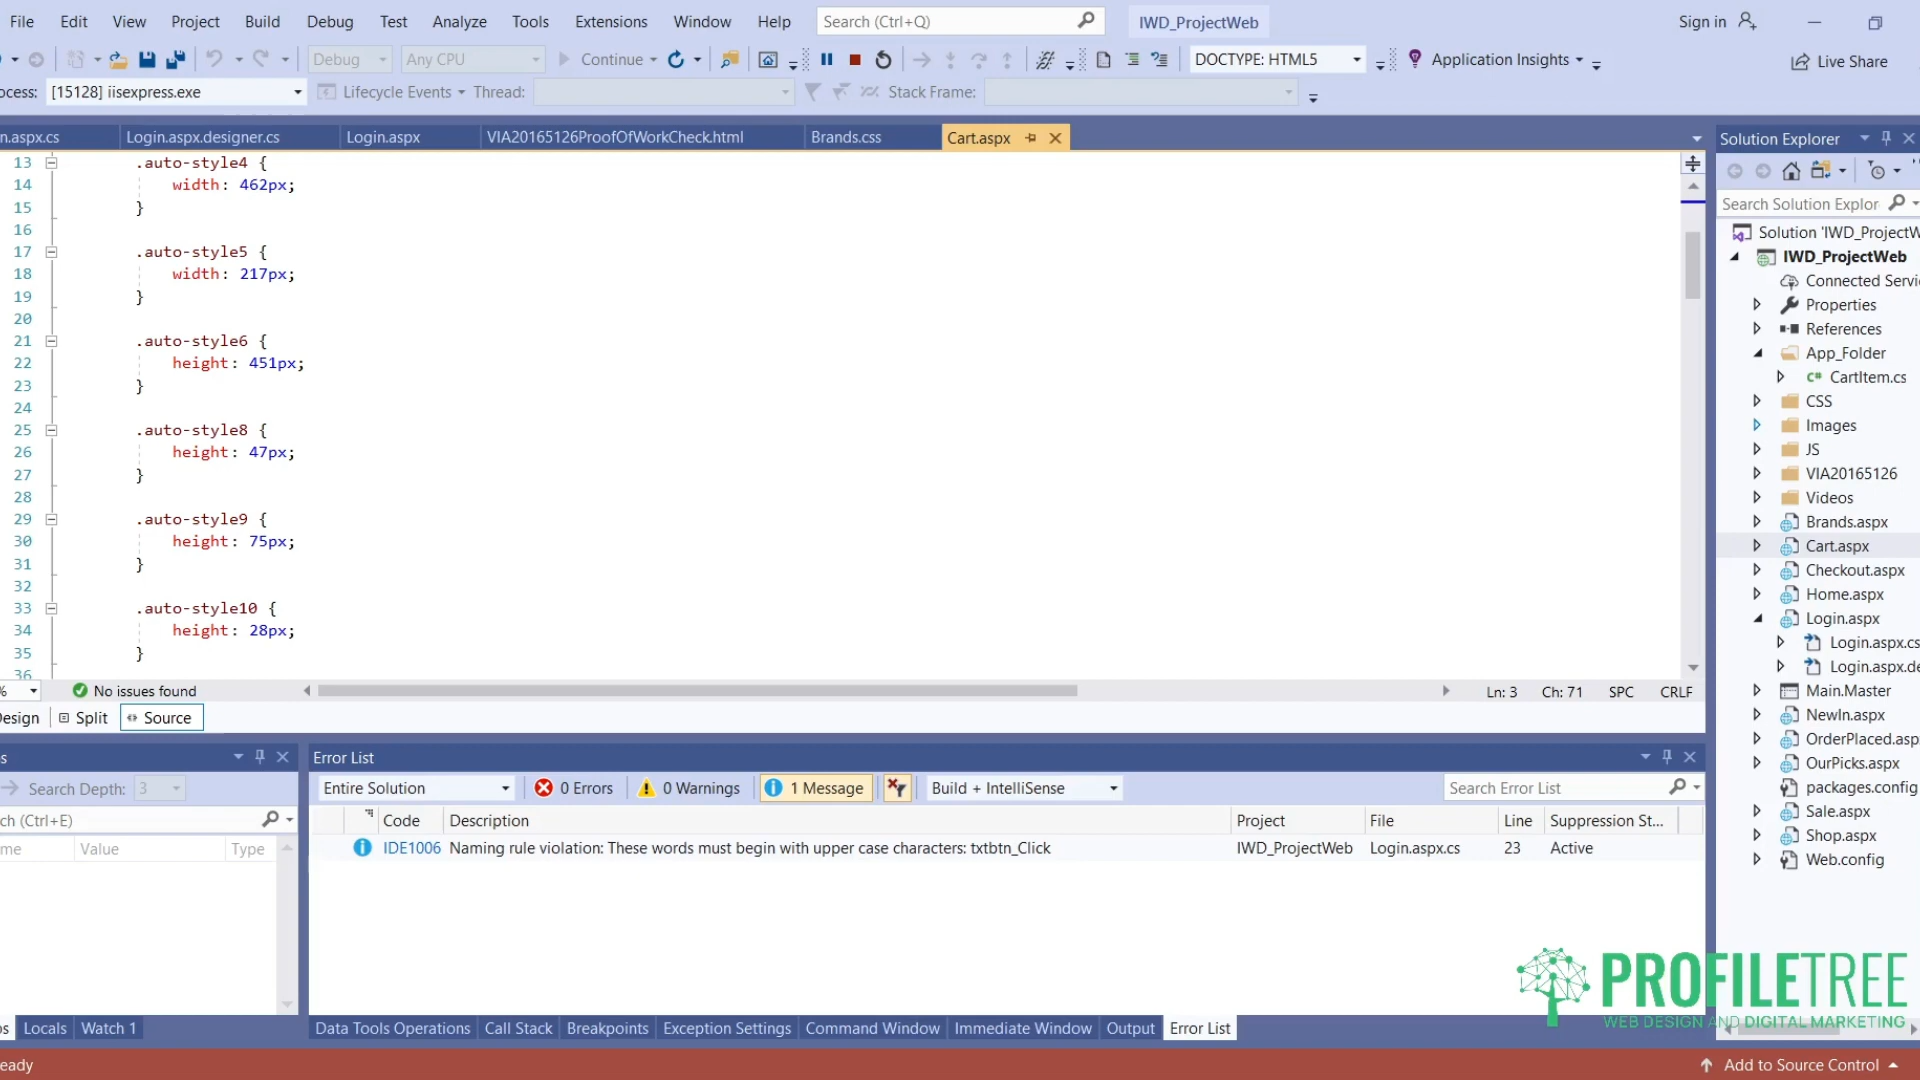 File Edit View Project Build Debug Test Analyze Tools Extensions Window Help Search (Ctrl+Q) IWD_ProjectWeb Sign in
Debug Any CPU Continue DOCTYPE: HTML5 Application Insights Live Share
ocess: [15128] iisexpress.exe Lifecycle Events Thread: Stack Frame:
n.aspx.cs Login.aspx.designer.cs Login.aspx VIA20165126ProofOfWorkCheck.html Brands.css Cart.aspx
13 .auto-style4 {
14 width: 462px;
15 }
16
17 .auto-style5 {
18 width: 217px;
19 }
20
21 .auto-style6 {
22 height: 451px;
23 }
24
25 .auto-style8 {
26 height: 47px;
27 }
28
29 .auto-style9 {
30 height: 75px;
31 }
32
33 .auto-style10 {
34 height: 28px;
35 }
36
% No issues found Ln: 3 Ch: 71 SPC CRLF
Design Split Source
Solution Explorer
Search Solution Explor
Solution 'IWD_ProjectW
IWD_ProjectWeb
Connected Servi
Properties
References
App_Folder
C# CartItem.cs
CSS
Images
JS
VIA20165126
Videos
Brands.aspx
Cart.aspx
Checkout.aspx
Home.aspx
Login.aspx
Login.aspx.cs
Login.aspx.de
Main.Master
NewIn.aspx
OrderPlaced.asp
OurPicks.aspx
packages.config
Sale.aspx
Shop.aspx
Web.config
s
Search Depth: 3
ch (Ctrl+E)
me Value Type
os Locals Watch 1
Error List
Entire Solution 0 Errors 0 Warnings 1 Message Build + IntelliSense Search Error List
Code Description Project File Line Suppression St...
IDE1006 Naming rule violation: These words must begin with upper case characters: txtbtn_Click IWD_ProjectWeb Login.aspx.cs 23 Active
Data Tools Operations Call Stack Breakpoints Exception Settings Command Window Immediate Window Output Error List
PROFILETREE
WEB DESIGN AND DIGITAL MARKETING
eady Add to Source Control